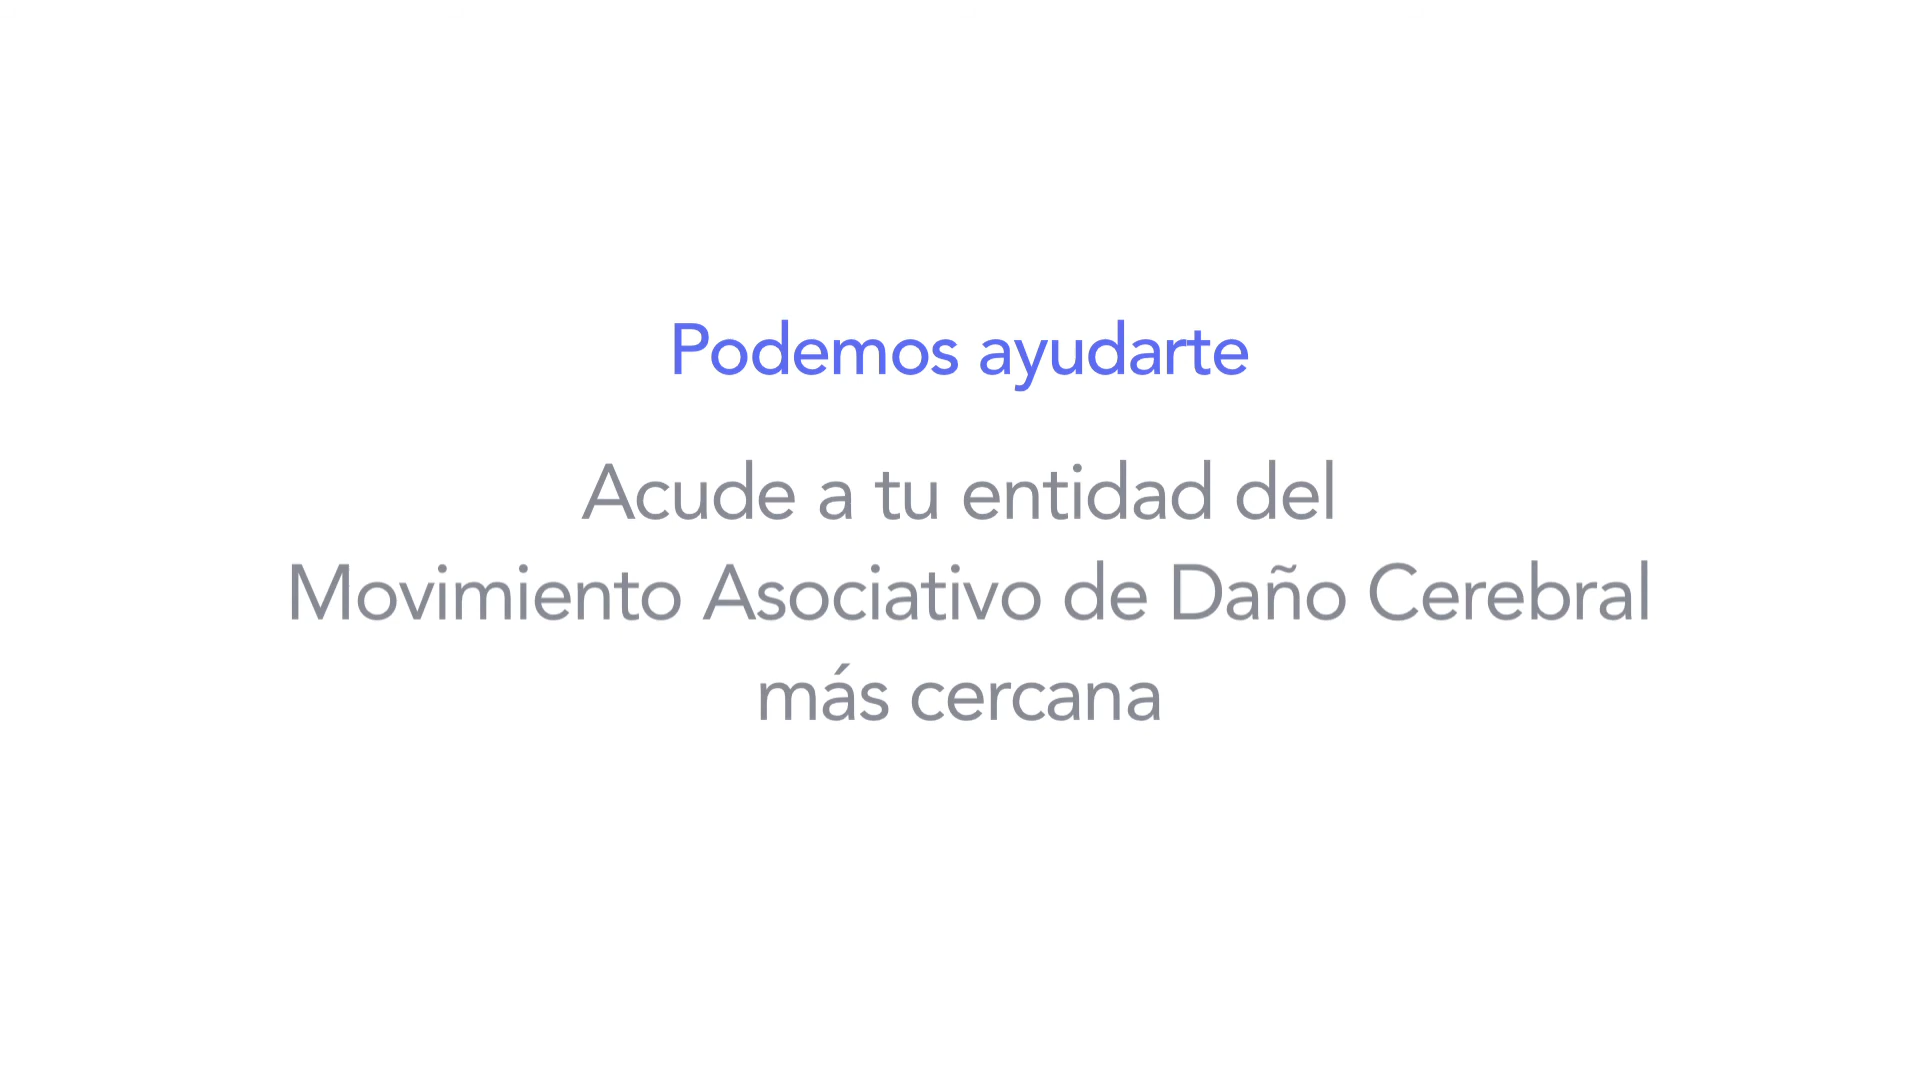 Podemos ayudarte
Acude a tu entidad del
Movimiento Asociativo de Daño Cerebral
más cercana